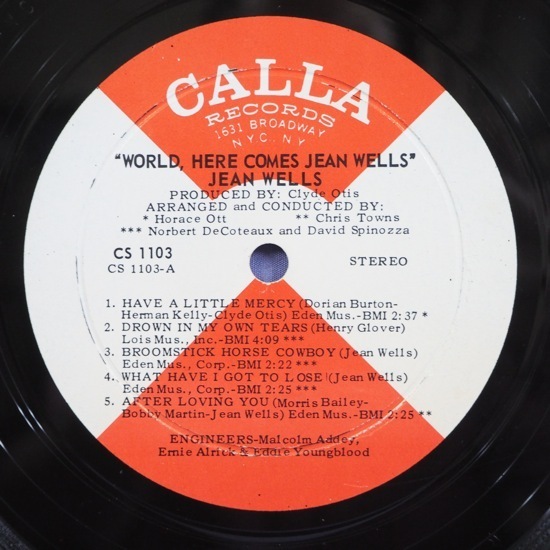 CALLA
RECORDS
1631 BROADWAY
N.Y.C. N.Y.
"WORLD, HERE COMES JEAN WELLS"
JEAN WELLS
PRODUCED BY: Clyde Otis
ARRANGED and CONDUCTED BY:
* Horace Ott ** Chris Towns
*** Norbert DeCoteaux and David Spinozza
CS 1103
CS 1103-A STEREO
1. HAVE A LITTLE MERCY (Dorian Burton-
Herman Kelly-Clyde Otis) Eden Mus.-BMI 2:37 *
2. DROWN IN MY OWN TEARS (Henry Glover)
Lois Mus., Inc.-BMI 4:09 ***
3. BROOMSTICK HORSE COWBOY (Jean Wells)
Eden Mus., Corp.-BMI 2:22 ***
4. WHAT HAVE I GOT TO LOSE (Jean Wells)
Eden Mus., Corp.-BMI 2:25 ***
5. AFTER LOVING YOU (Morris Bailey-
Bobby Martin-Jean Wells) Eden Mus.-BMI 2:25 **
ENGINEERS-Malcolm Addey,
Ernie Alrick & Eddie Youngblood